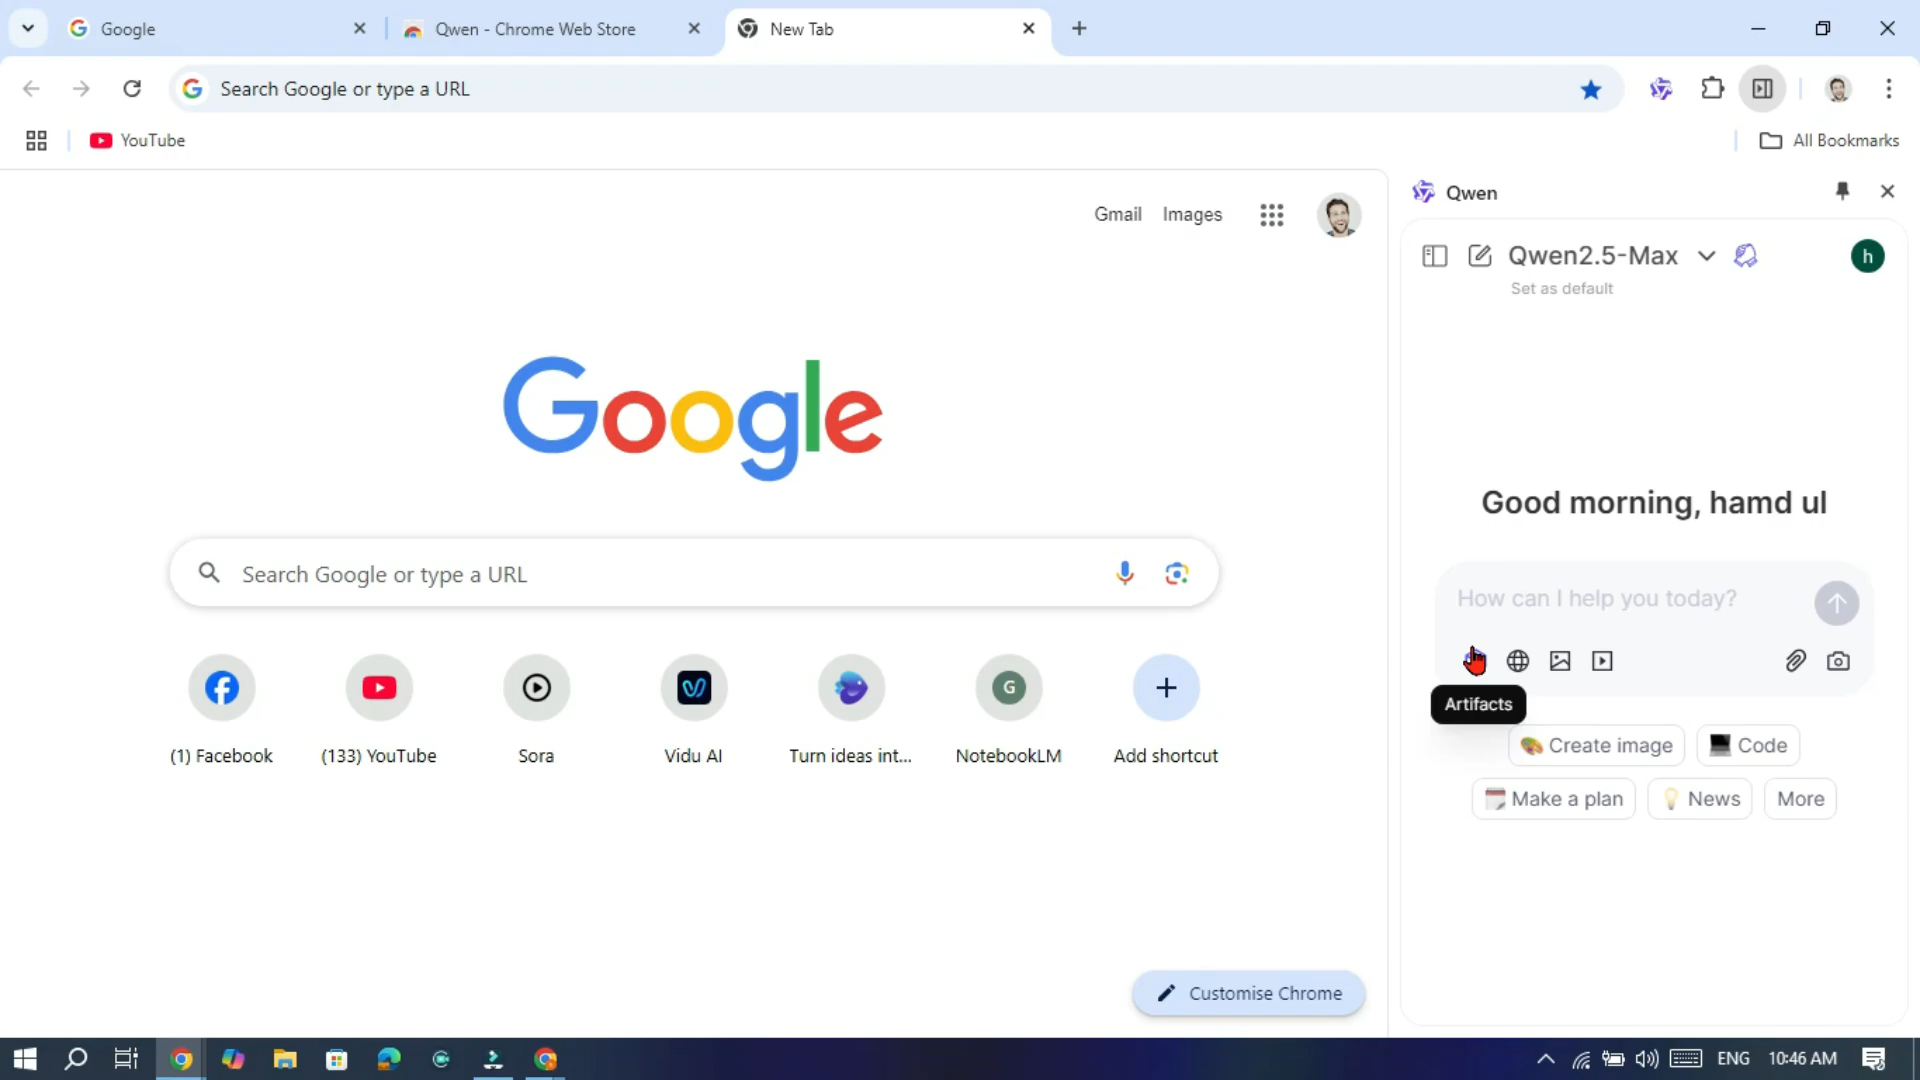 Google
Qwen - Chrome Web Store
New Tab
Search Google or type a URL
YouTube
All Bookmarks
Gmail
Images
Google
Search Google or type a URL
(1) Facebook
(133) YouTube
Sora
Vidu AI
Turn ideas int...
G
NotebookLM
Add shortcut
Customise Chrome
Qwen
Qwen2.5-Max
h
Set as default
Good morning, hamd ul
How can I help you today?
Artifacts
Create image
Code
Make a plan
News
More
ENG
10:46 AM